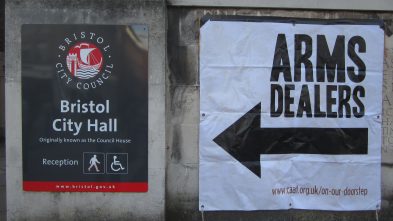 BRISTOL
CITY COUNCIL
Bristol
City Hall
Originally known as the Council House
Reception
www.bristol.gov.uk
ARMS
DEALERS
www.caat.org.uk/on-our-doorstep